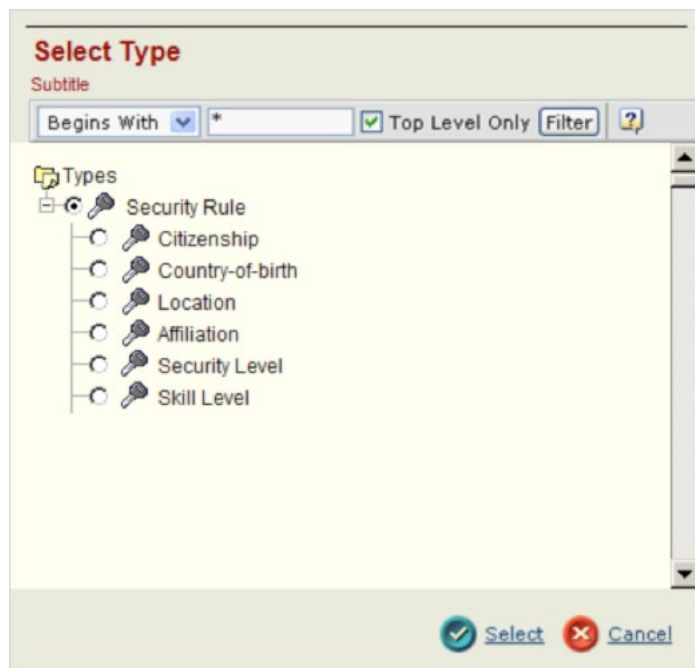 Select Type
Subtitle
Begins With * Top Level Only Filter
Types
Security Rule
Citizenship
Country-of-birth
Location
Affiliation
Security Level
Skill Level
Select Cancel